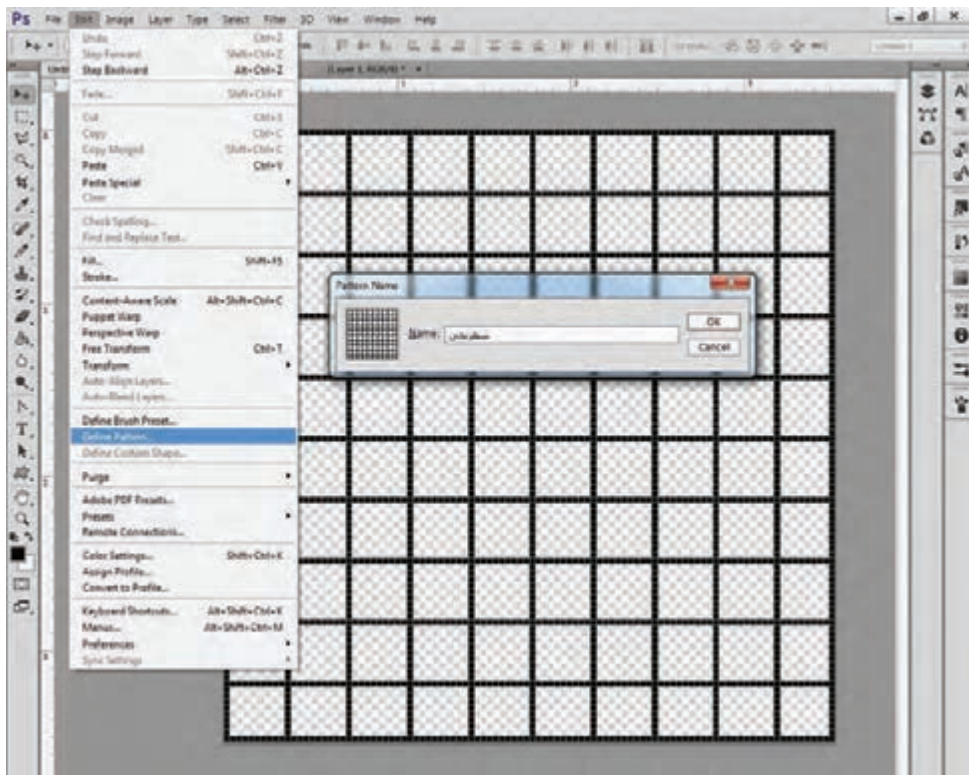 Ps File Edit Image Layer Type Select Filter 3D View Window Help
Undo Ctrl+Z
Step Forward Shift+Ctrl+Z
Step Backward Alt+Ctrl+Z
Fade... Shift+Ctrl+F
Cut Ctrl+X
Copy Ctrl+C
Copy Merged Shift+Ctrl+C
Paste Ctrl+V
Paste Special
Clear
Check Spelling...
Find and Replace Text...
Fill... Shift+F5
Stroke...
Content-Aware Scale Alt+Shift+Ctrl+C
Puppet Warp
Perspective Warp
Free Transform Ctrl+T
Transform
Auto-Align Layers...
Auto-Blend Layers...
Define Brush Preset...
Define Pattern...
Define Custom Shape...
Purge
Adobe PDF Presets...
Presets
Remote Connections...
Color Settings... Shift+Ctrl+K
Assign Profile...
Convert to Profile...
Keyboard Shortcuts... Alt+Shift+Ctrl+K
Menus... Alt+Shift+Ctrl+M
Preferences
Sync Settings
Pattern Name
Name:
OK
Cancel